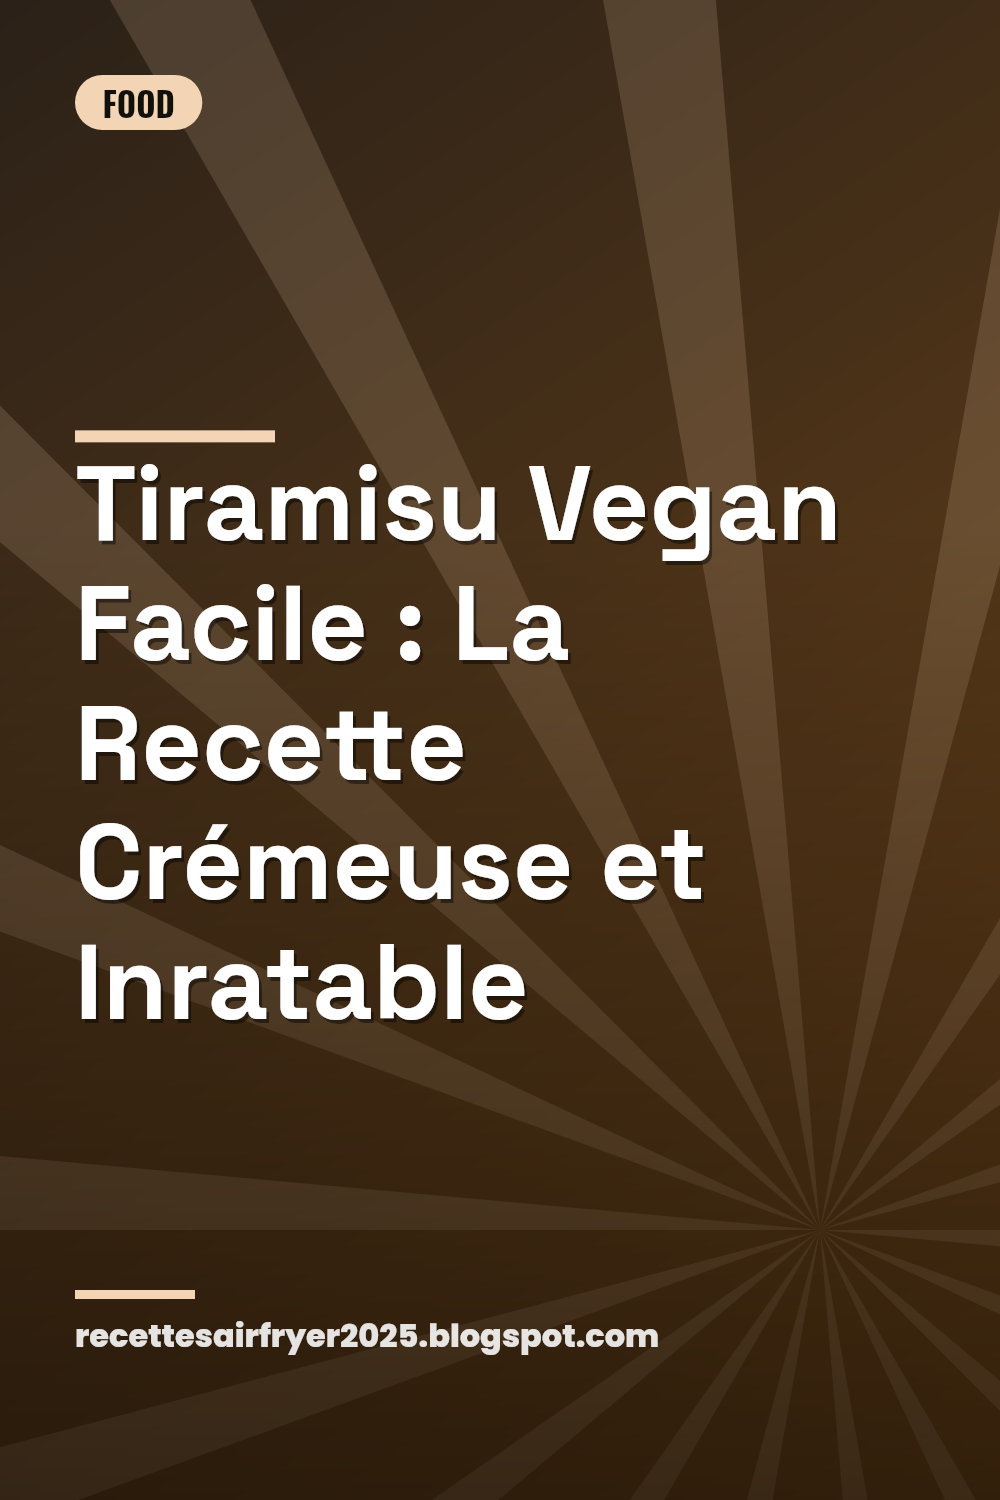 FOOD
Tiramisu Vegan
Facile : La
Recette
Crémeuse et
Inratable
recettesairfryer2025.blogspot.com